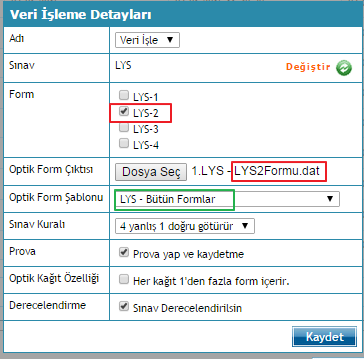 Veri İşleme Detayları
Adı Veri İşle
Sınav LYS Değiştir
Form
LYS-1
LYS-2
LYS-3
LYS-4
Optik Form Çıktısı Dosya Seç 1.LYS - LYS2Formu.dat
Optik Form Şablonu LYS - Bütün Formlar
Sınav Kuralı 4 yanlış 1 doğru götürür
Prova Prova yap ve kaydetme
Optik Kağıt Özelliği Her kağıt 1'den fazla form içerir.
Derecelendirme Sınav Derecelendirilsin
Kaydet